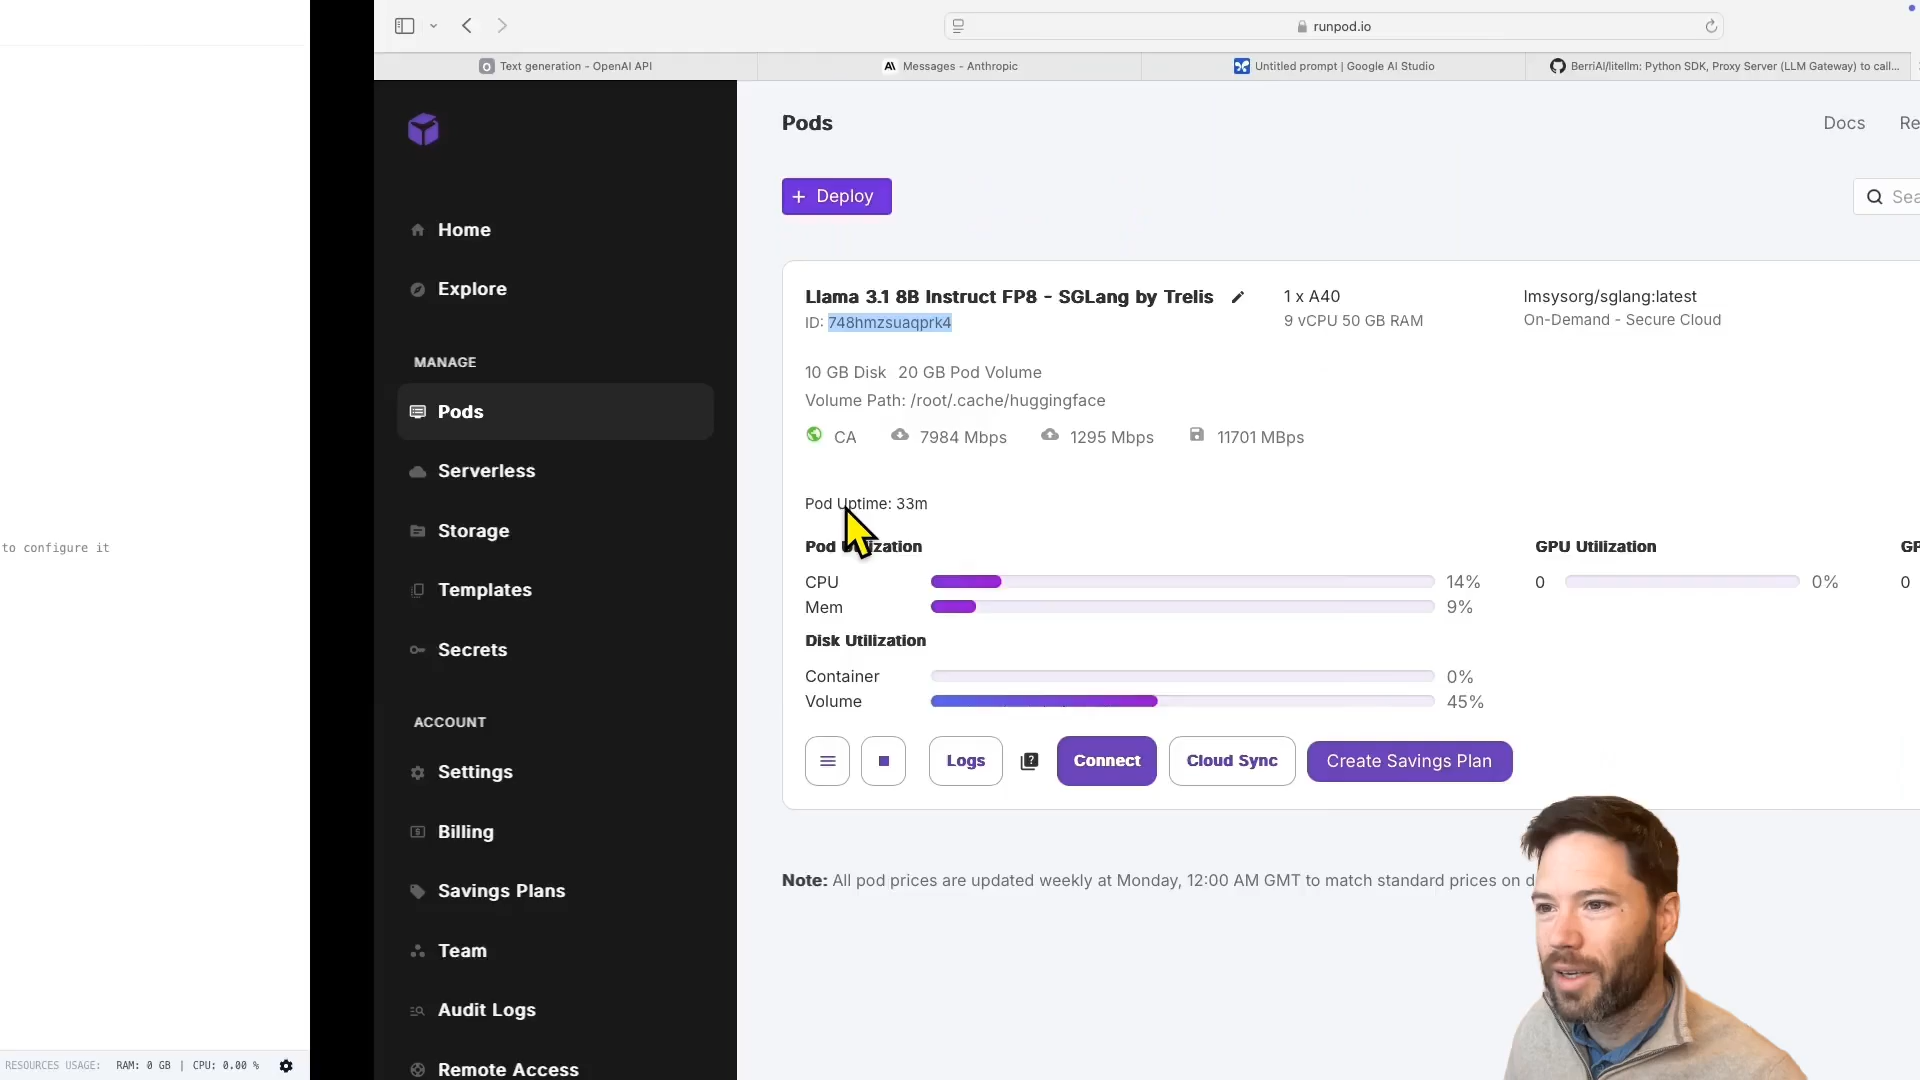 runpod.io
Text generation - OpenAI API
Messages - Anthropic
Untitled prompt | Google AI Studio
BerriAI/litellm: Python SDK, Proxy Server (LLM Gateway) to call...
Pods
Docs
Re
+ Deploy
Sea
Home
Explore
MANAGE
Pods
Serverless
Storage
Templates
Secrets
ACCOUNT
Settings
Billing
Savings Plans
Team
Audit Logs
Remote Access
Llama 3.1 8B Instruct FP8 - SGLang by Trelis
ID: 748hmzsuaqprk4
1 x A40
9 vCPU 50 GB RAM
lmsysorg/sglang:latest
On-Demand - Secure Cloud
10 GB Disk 20 GB Pod Volume
Volume Path: /root/.cache/huggingface
CA 7984 Mbps 1295 Mbps 11701 MBps
Pod Uptime: 33m
Pod Utilization
CPU 14%
Mem 9%
Disk Utilization
Container 0%
Volume 45%
GPU Utilization
0 0%
GP
0
Logs
Connect
Cloud Sync
Create Savings Plan
Note: All pod prices are updated weekly at Monday, 12:00 AM GMT to match standard prices on d
to configure it
RESOURCES USAGE: RAM: 0 GB | CPU: 0.00 %